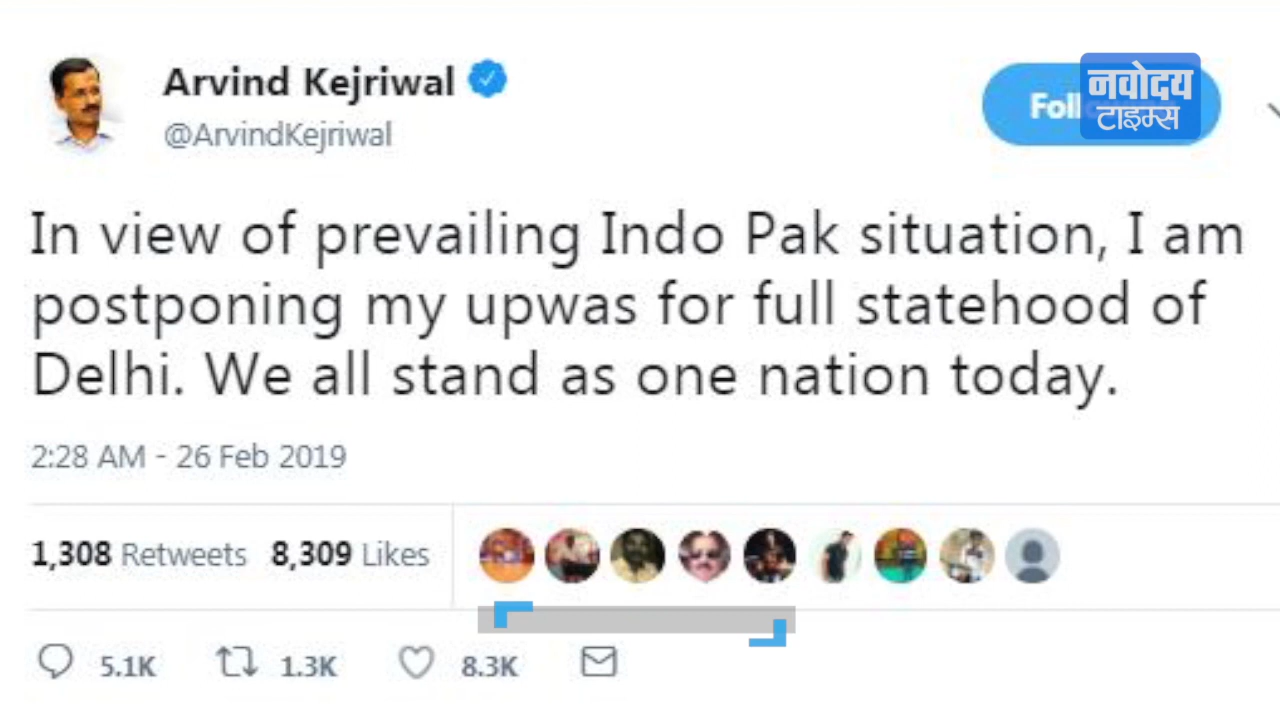 Arvind Kejriwal
@ArvindKejriwal
नवोदय
टाइम्स
In view of prevailing Indo Pak situation, I am
postponing my upwas for full statehood of
Delhi. We all stand as one nation today.
2:28 AM - 26 Feb 2019
1,308 Retweets 8,309 Likes
5.1K 1.3K 8.3K